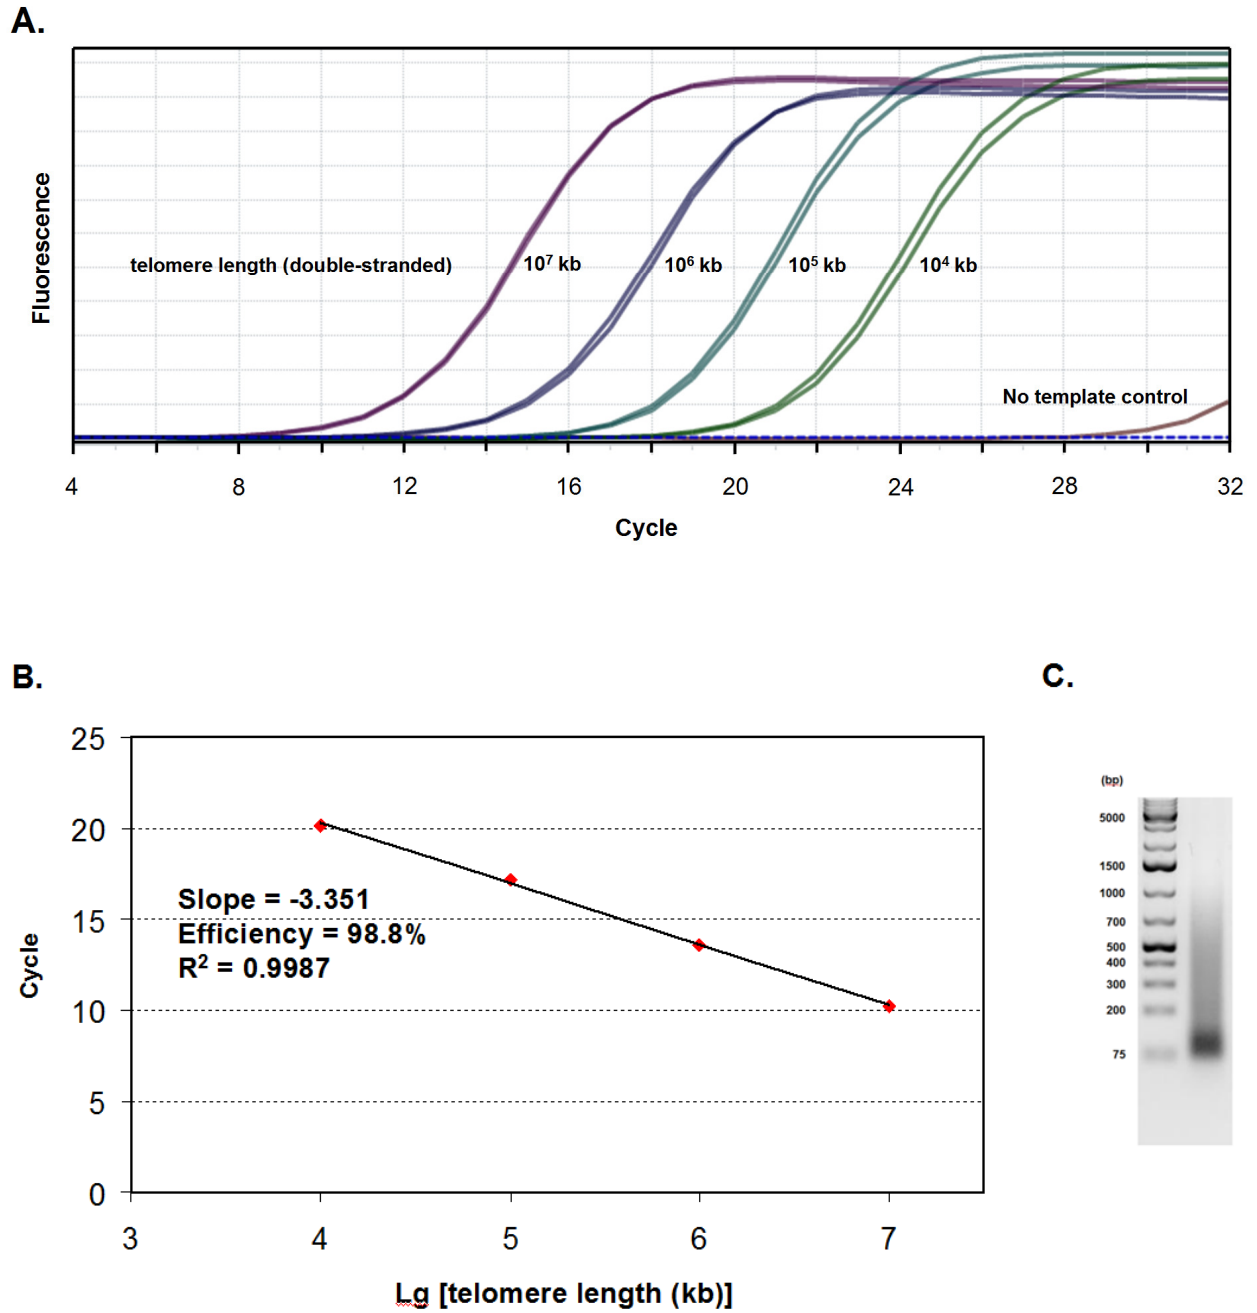 A.
Fluorescence
telomere length (double-stranded)
10⁷ kb
10⁶ kb
10⁵ kb
10⁴ kb
No template control
4 8 12 16 20 24 28 32
Cycle
B.
25
20
15
10
5
0
Cycle
Slope = -3.351
Efficiency = 98.8%
R² = 0.9987
3 4 5 6 7
Lg [telomere length (kb)]
C.
(bp)
5000
1500
1000
700
500
400
300
200
75